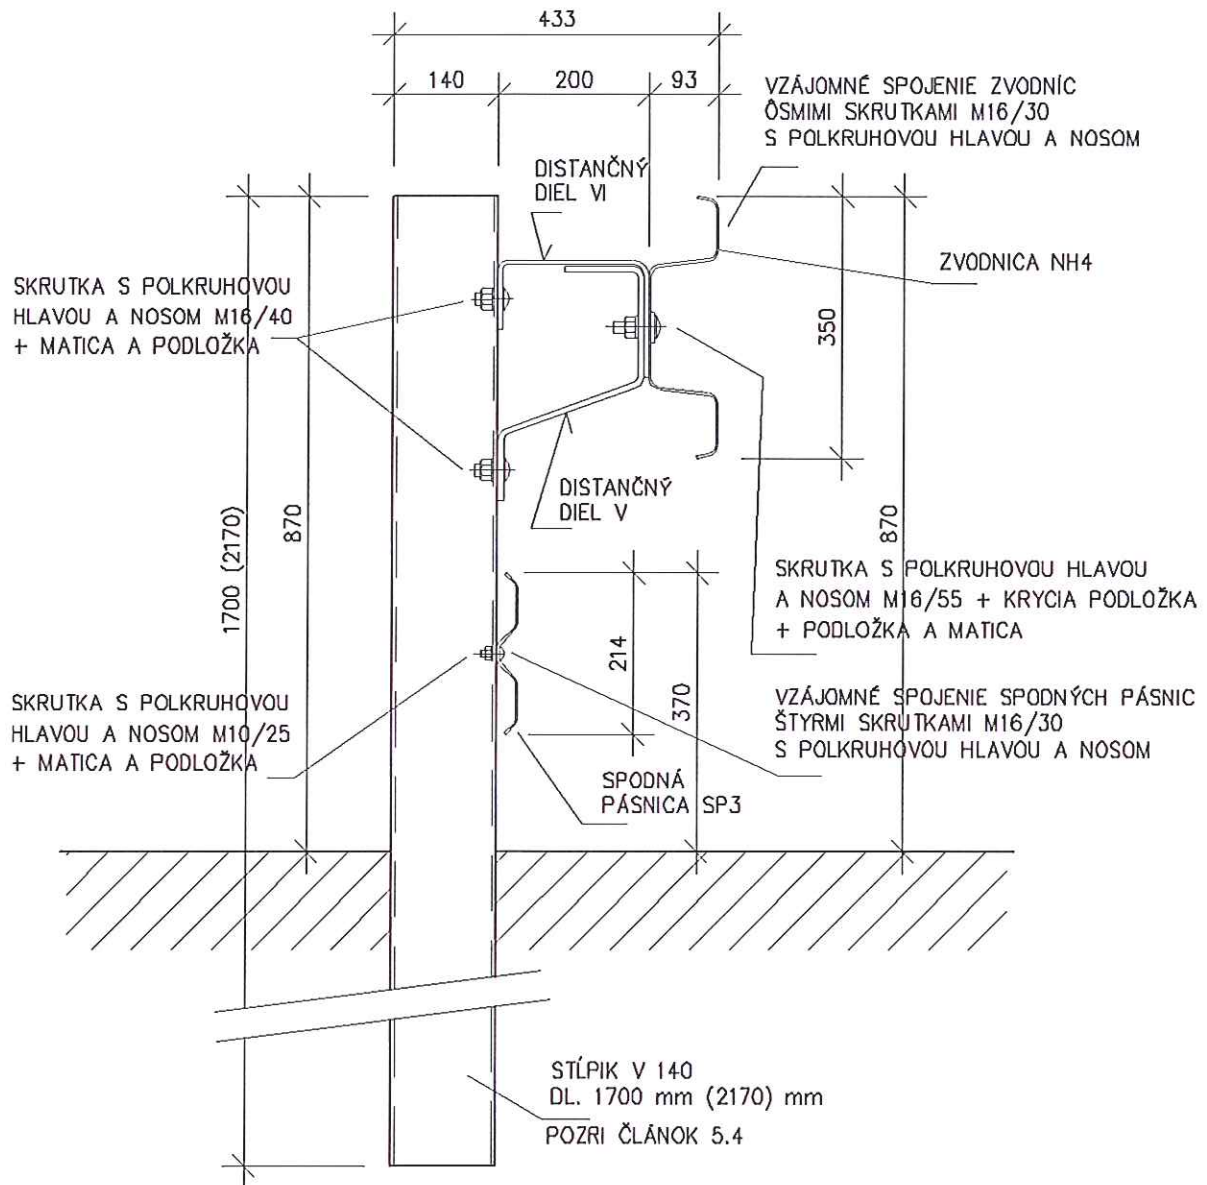 433
140
200
93
VZÁJOMNÉ SPOJENIE ZVODNÍC
ÔSMIMI SKRUTKAMI M16/30
S POLKRUHOVOU HLAVOU A NOSOM
DISTANČNÝ
DIEL VI
ZVODNICA NH4
SKRUTKA S POLKRUHOVOU
HLAVOU A NOSOM M16/40
+ MATICA A PODLOŽKA
350
DISTANČNÝ
DIEL V
1700 (2170)
870
870
SKRUTKA S POLKRUHOVOU HLAVOU
A NOSOM M16/55 + KRYCIA PODLOŽKA
+ PODLOŽKA A MATICA
214
370
SKRUTKA S POLKRUHOVOU
HLAVOU A NOSOM M10/25
+ MATICA A PODLOŽKA
VZÁJOMNÉ SPOJENIE SPODNÝCH PÁSNIC
ŠTYRMI SKRUTKAMI M16/30
S POLKRUHOVOU HLAVOU A NOSOM
SPODNÁ
PÁSNICA SP3
STĹPIK V 140
DL. 1700 mm (2170) mm
POZRI ČLÁNOK 5.4